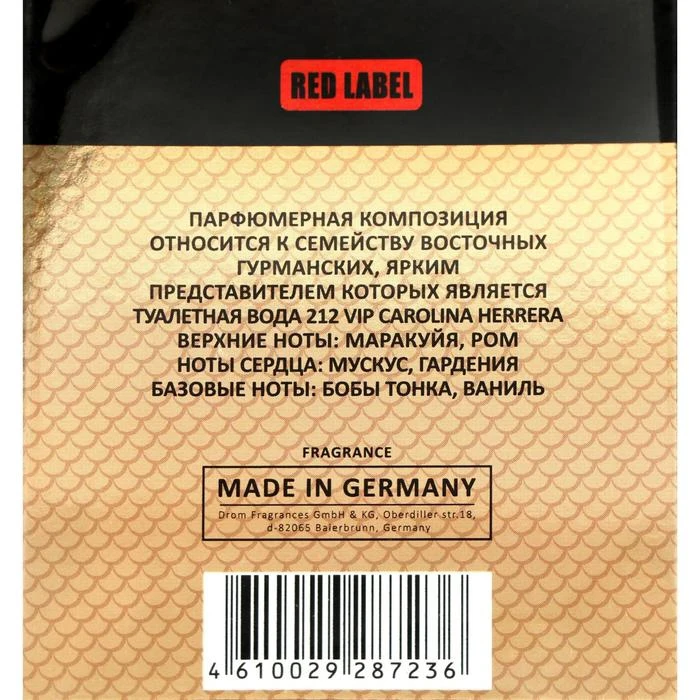 RED LABEL
ПАРФЮМЕРНАЯ КОМПОЗИЦИЯ
ОТНОСИТСЯ К СЕМЕЙСТВУ ВОСТОЧНЫХ
ГУРМАНСКИХ, ЯРКИМ
ПРЕДСТАВИТЕЛЕМ КОТОРЫХ ЯВЛЯЕТСЯ
ТУАЛЕТНАЯ ВОДА 212 VIP CAROLINA HERRERA
ВЕРХНИЕ НОТЫ: МАРАКУЙЯ, РОМ
НОТЫ СЕРДЦА: МУСКУС, ГАРДЕНИЯ
БАЗОВЫЕ НОТЫ: БОБЫ ТОНКА, ВАНИЛЬ
FRAGRANCE
MADE IN GERMANY
Drom Fragrances GmbH & KG, Oberdiller str.18,
d-82065 Baierbrunn, Germany
4 610029 287236